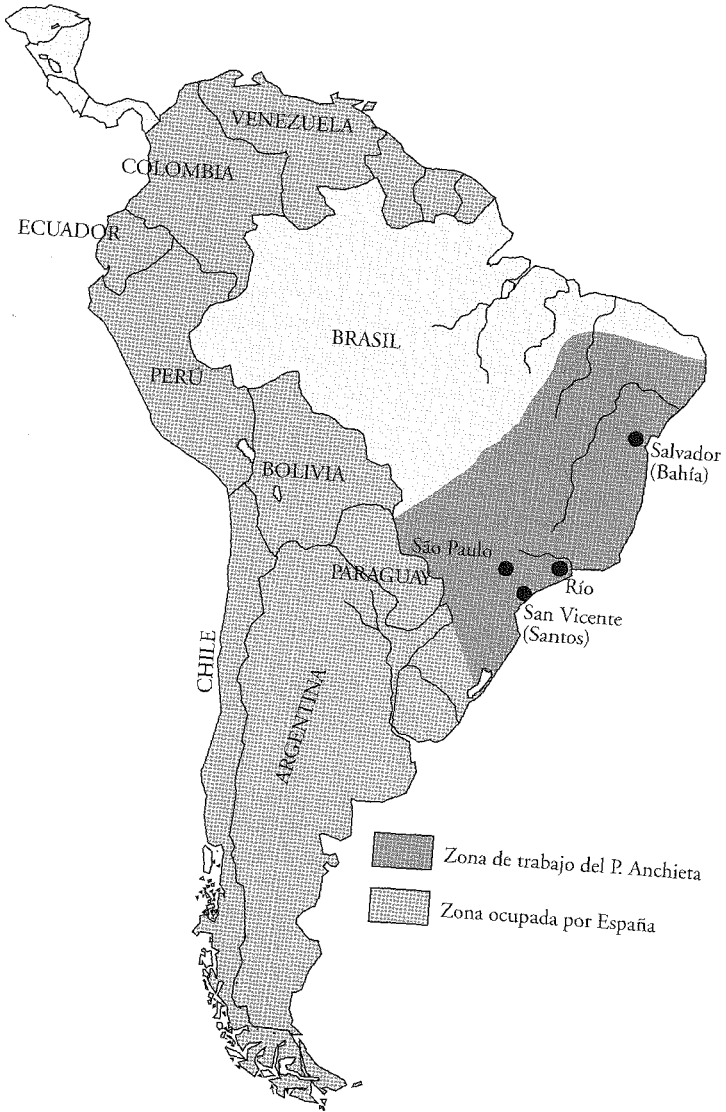 VENEZUELA
COLOMBIA
ECUADOR
BRASIL
PERÚ
Salvador
(Bahía)
BOLIVIA
São Paulo
PARAGUAY
Río
San Vicente
(Santos)
CHILE
ARGENTINA
Zona de trabajo del P. Anchieta
Zona ocupada por España